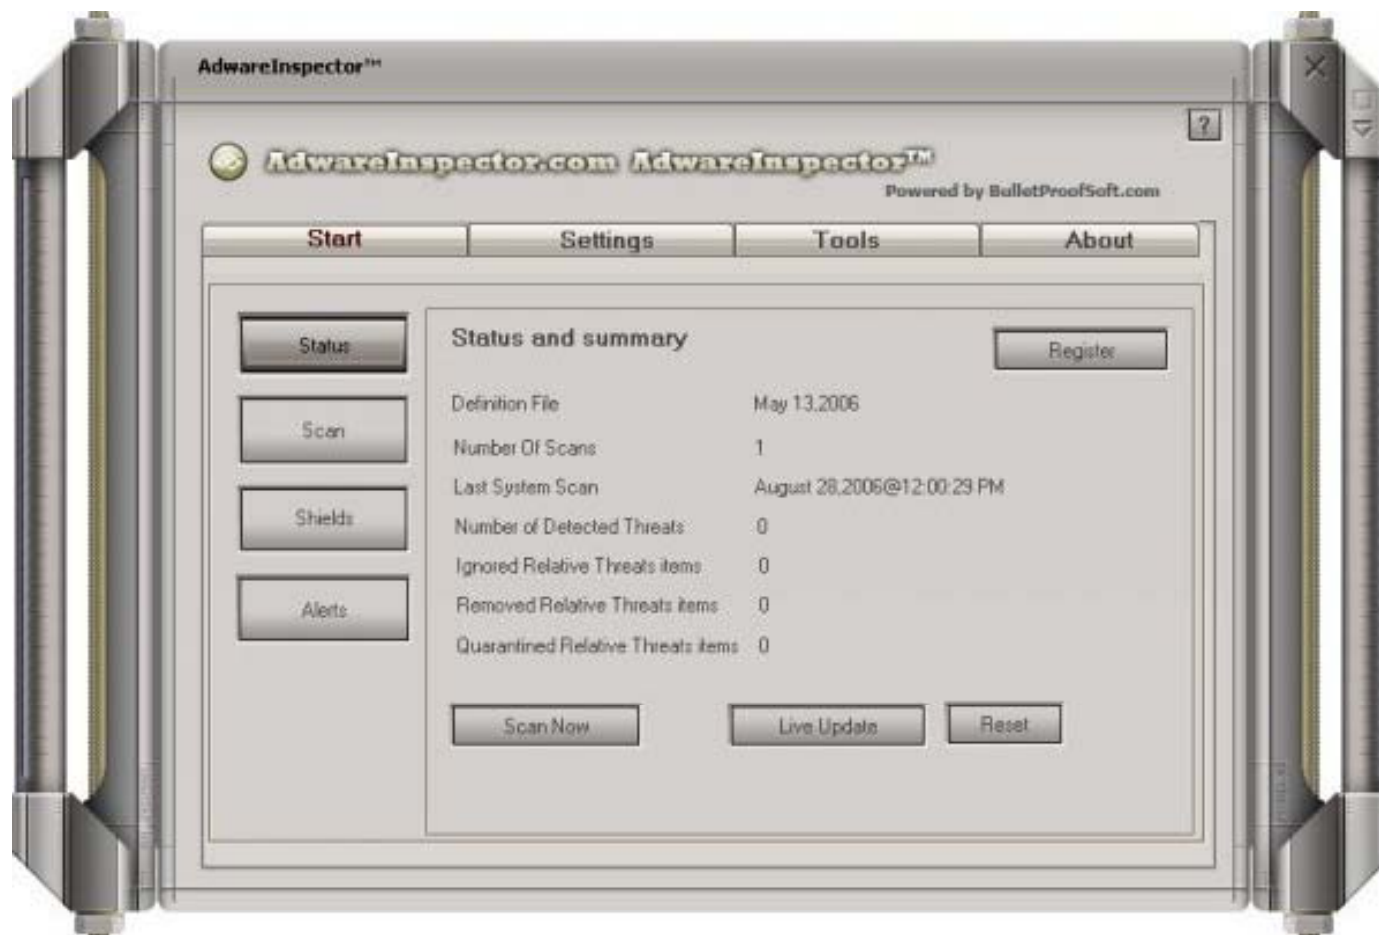 AdwareInspector™
?
AdwareInspector.com AdwareInspector™
Powered by BulletProofSoft.com
Start Settings Tools About
Status
Scan
Shields
Alerts
Status and summary
Register
Definition File May 13,2006
Number Of Scans 1
Last System Scan August 28,2006@12:00:29 PM
Number of Detected Threats 0
Ignored Relative Threats items 0
Removed Relative Threats items 0
Quarantined Relative Threats items 0
Scan Now Live Update Reset